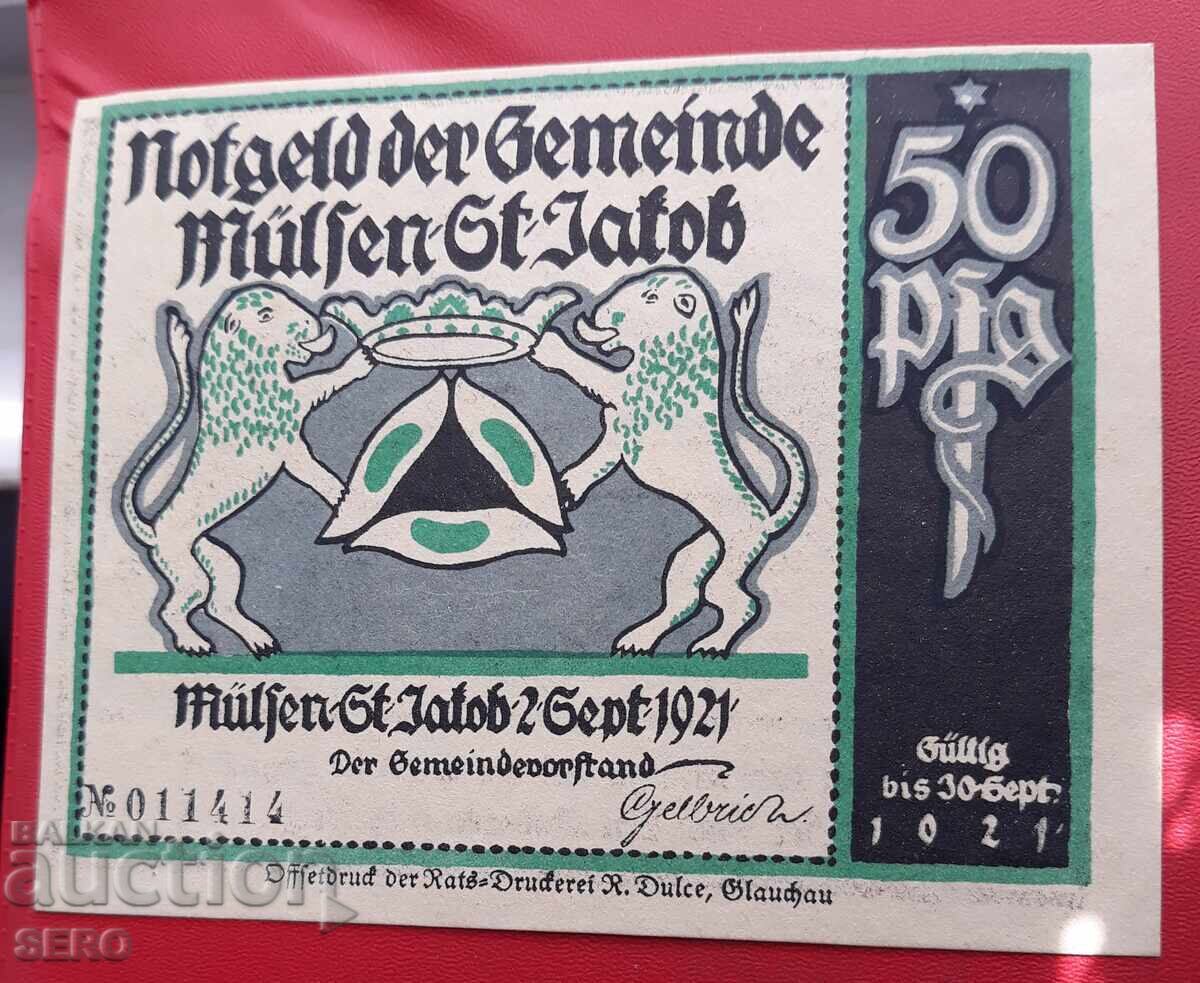 Notgeld der Gemeinde
Mülsen-St-Jakob
50
Pfg
Mülsen-St-Jakob-2-Sept-1921
Der Gemeindevorstand
No 011414
Gelbrich
Gültig
bis 30-Sept.
1921
Offsetdruck der Rats-Druckerei R. Dulce, Glauchau
BALKAN
auction
SERO